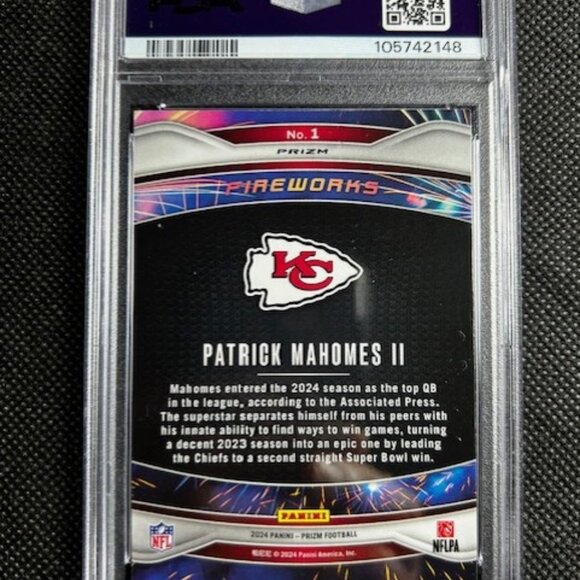 105742148
No. 1
PRIZM
FIREWORKS
KC
PATRICK MAHOMES II
Mahomes entered the 2024 season as the top QB
in the league, according to the Associated Press.
The superstar separates himself from his peers with
his innate ability to find ways to win games, turning
a decent 2023 season into an epic one by leading
the Chiefs to a second straight Super Bowl win.
PANINI
NFL
2024 PANINI – PRIZM FOOTBALL
© 2024 Panini America, Inc.
NFLPA